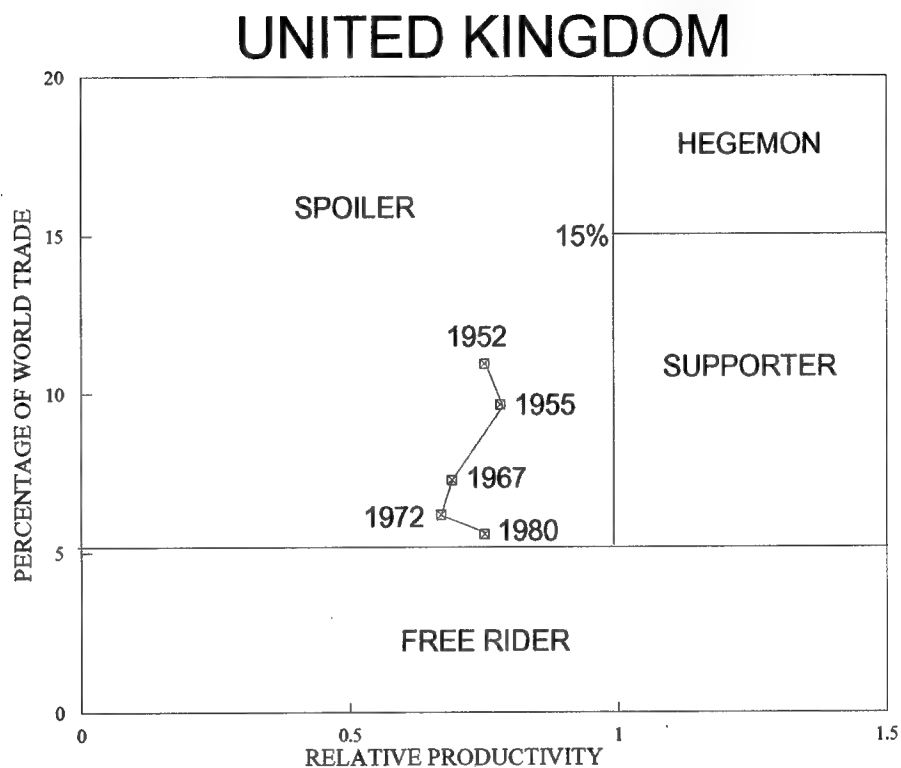 UNITED KINGDOM
20
HEGEMON
SPOILER
15
15%
PERCENTAGE OF WORLD TRADE
1952
SUPPORTER
10
1955
1967
1972
1980
5
FREE RIDER
0
0
0.5
1
1.5
RELATIVE PRODUCTIVITY